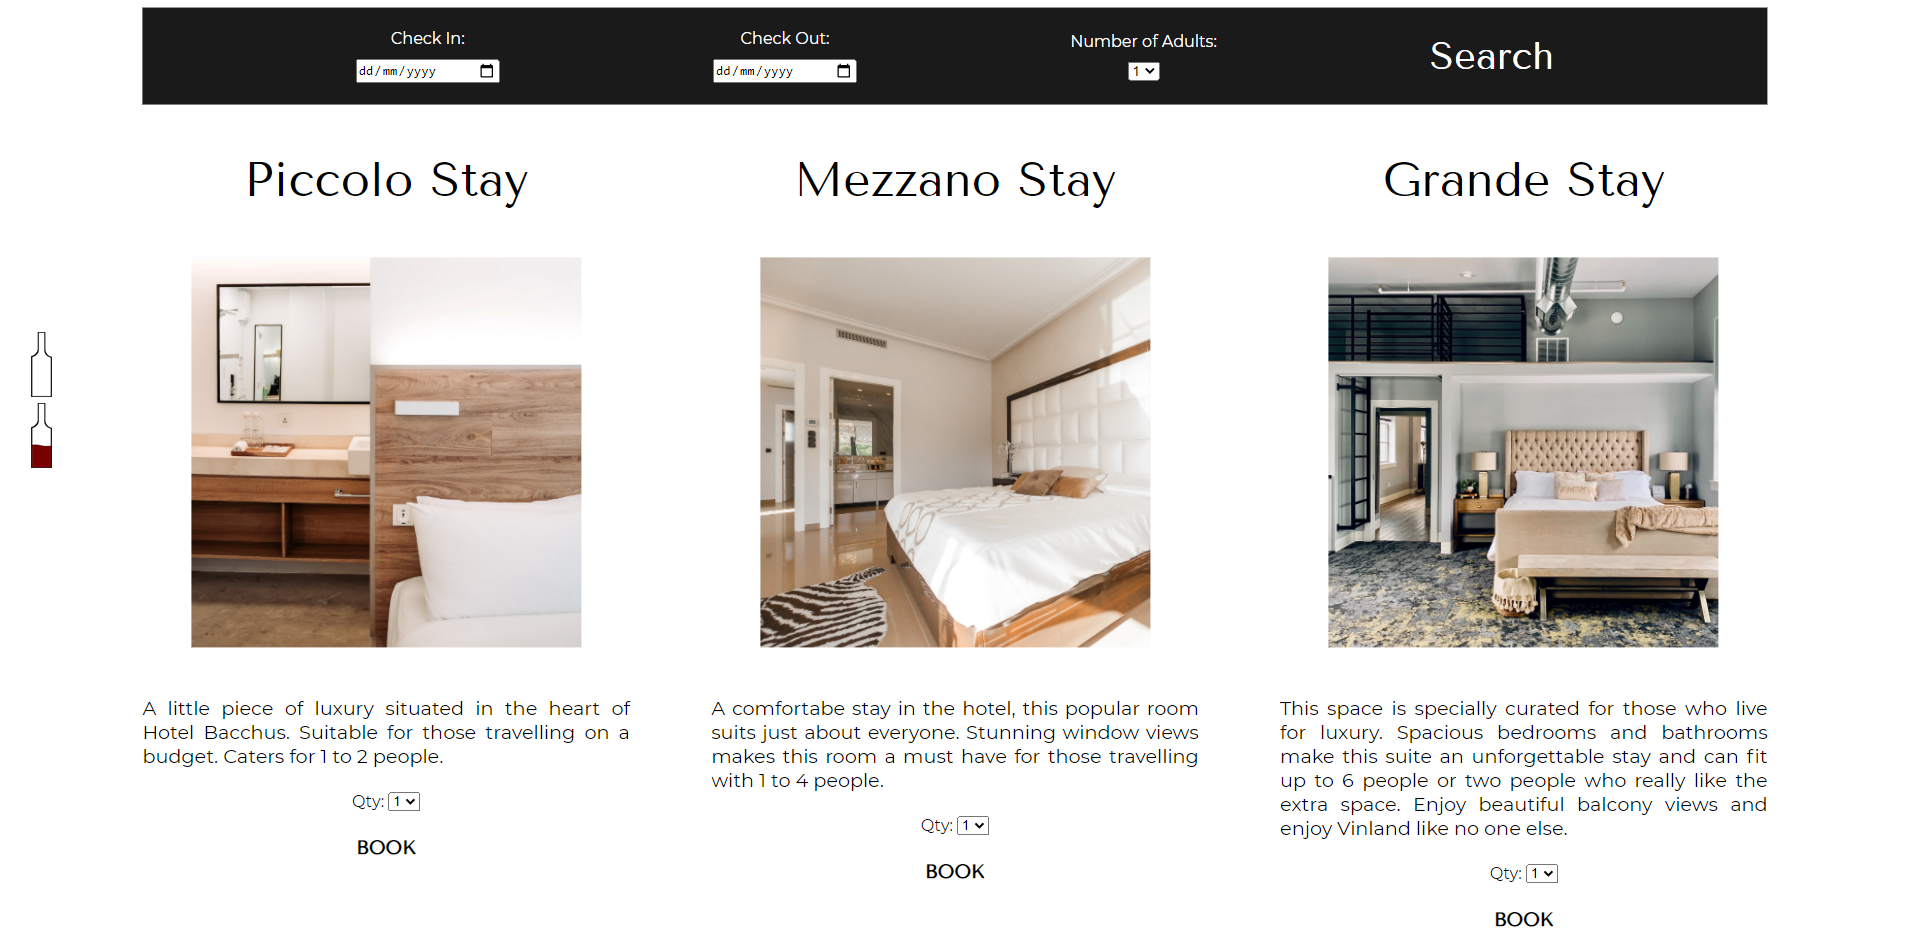 Check In:
dd/mm/yyyy
Check Out:
dd/mm/yyyy
Number of Adults:
1
Search
Piccolo Stay
Mezzano Stay
Grande Stay
A little piece of luxury situated in the heart of
Hotel Bacchus. Suitable for those travelling on a
budget. Caters for 1 to 2 people.
Qty: 1
BOOK
A comfortabe stay in the hotel, this popular room
suits just about everyone. Stunning window views
makes this room a must have for those travelling
with 1 to 4 people.
Qty: 1
BOOK
This space is specially curated for those who live
for luxury. Spacious bedrooms and bathrooms
make this suite an unforgettable stay and can fit
up to 6 people or two people who really like the
extra space. Enjoy beautiful balcony views and
enjoy Vinland like no one else.
Qty: 1
BOOK